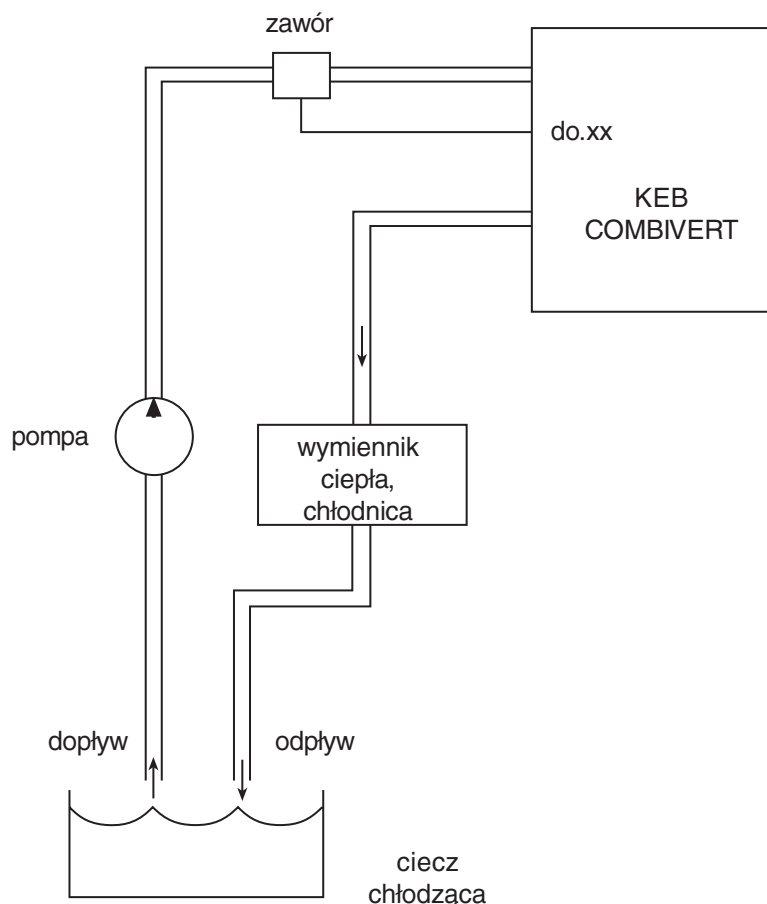 zawór
do.xx
KEB
COMBIVERT
pompa
wymiennik
ciepła,
chłodnica
dopływ
odpływ
ciecz
chłodząca